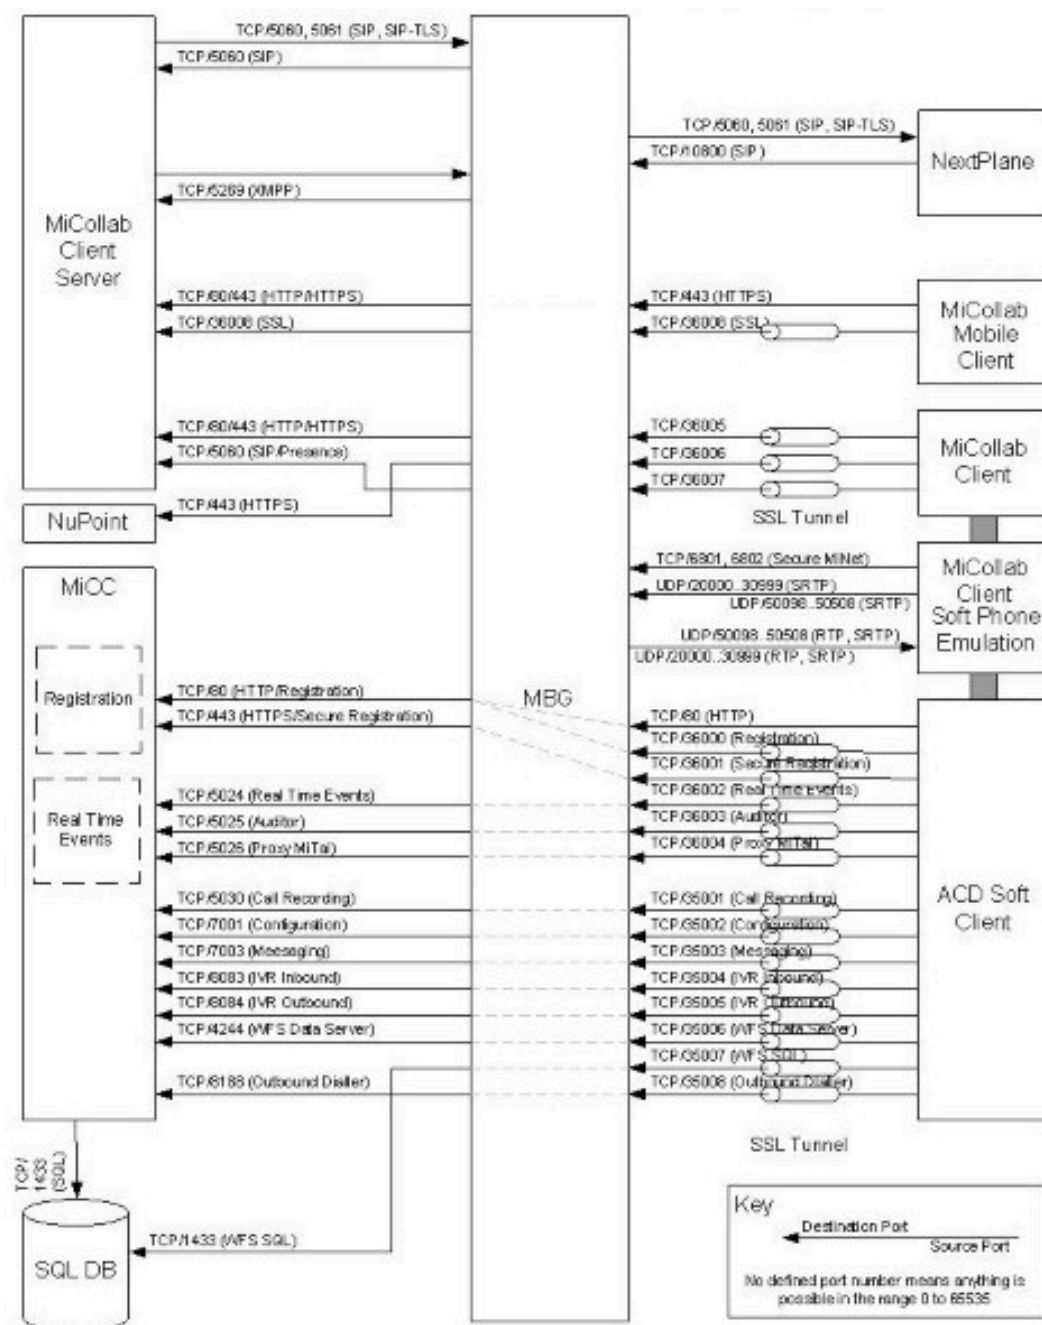 TCP/5060, 5061 (SIP, SIP-TLS)
TCP/5060 (SIP)
TCP/5060, 5061 (SIP, SIP-TLS)
TCP/10800 (SIP)
NextPlane
TCP/5269 (XMPP)
MiCollab
Client
Server
TCP/80/443 (HTTP/HTTPS)
TCP/36008 (SSL)
TCP/443 (HTTPS)
TCP/36008 (SSL)
MiCollab
Mobile
Client
TCP/80/443 (HTTP/HTTPS)
TCP/5060 (SIP/Presence)
TCP/36005
TCP/36006
TCP/36007
SSL Tunnel
MiCollab
Client
NuPoint
TCP/443 (HTTPS)
TCP/6801, 6802 (Secure MiNet)
UDP/20000..30999 (SRTP)
UDP/50098..50508 (SRTP)
UDP/50098..50508 (RTP, SRTP)
UDP/20000..30999 (RTP, SRTP)
MiCollab
Client
Soft Phone
Emulation
MiCC
Registration
Real Time
Events
MBG
TCP/80 (HTTP/Registration)
TCP/443 (HTTPS/Secure Registration)
TCP/5024 (Real Time Events)
TCP/5025 (Auditor)
TCP/5026 (Proxy MiTai)
TCP/5030 (Call Recording)
TCP/7001 (Configuration)
TCP/7003 (Meesaging)
TCP/8083 (IVR Inbound)
TCP/8084 (IVR Outbound)
TCP/4244 (WFS Data Server)
TCP/8188 (Outbound Dialler)
TCP/80 (HTTP)
TCP/36000 (Registration)
TCP/36001 (Secure Registration)
TCP/36002 (Real Time Events)
TCP/36003 (Auditor)
TCP/36004 (Proxy MiTai)
TCP/35001 (Call Recording)
TCP/35002 (Configuration)
TCP/35003 (Messaging)
TCP/35004 (IVR Inbound)
TCP/35005 (IVR Outbound)
TCP/35006 (WFS Data Server)
TCP/35007 (WFS SQL)
TCP/35008 (Outbound Dialler)
ACD Soft
Client
SSL Tunnel
TCP/
1433
(SQL)
TCP/1433 (WFS SQL)
SQL DB
Key
Destination Port
Source Port
No defined port number means anything is
possible in the range 0 to 65535